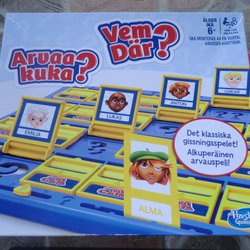 Vem
Där?
Arvaa
kuka?
ÅLDER
IKÄ
6+
EMILIA
LUKAS
ANTON
OSKAR
Det klassiska
gissningsspelet!
Alkuperäinen
arvauspeli!
ALMA
Hasbro